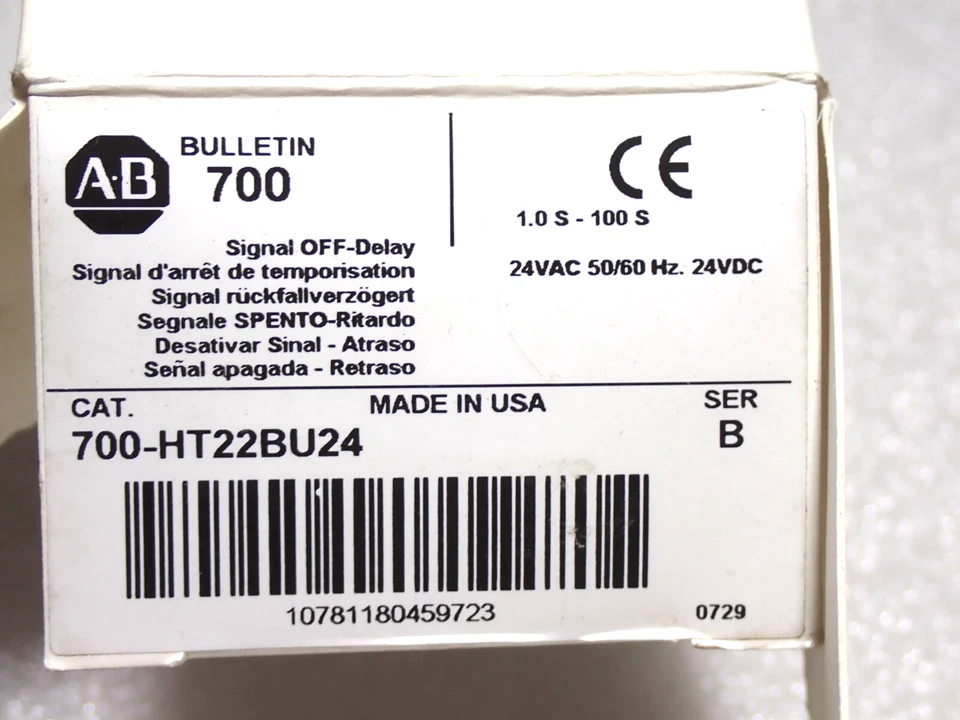 A·B
BULLETIN
700
1.0 S - 100 S
Signal OFF-Delay
Signal d'arrêt de temporisation
Signal rückfallverzögert
Segnale SPENTO-Ritardo
Desativar Sinal - Atraso
Señal apagada - Retraso
24VAC 50/60 Hz. 24VDC
CAT.
MADE IN USA
SER
700-HT22BU24
B
10781180459723
0729